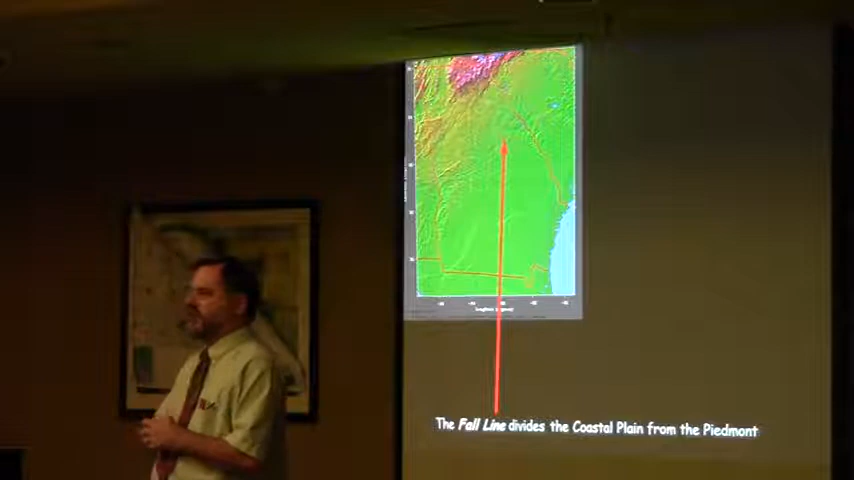 The Fall Line divides the Coastal Plain from the Piedmont